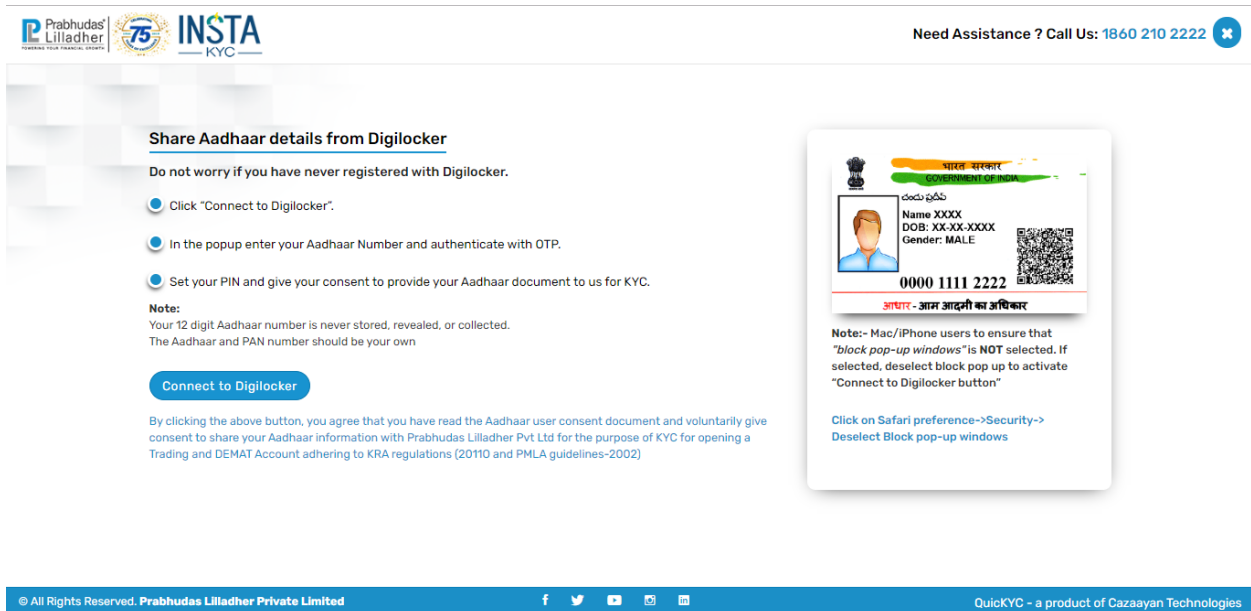 Prabhudas
Lilladher
POWERING YOUR FINANCIAL GROWTH
75
INSTA
KYC
Need Assistance ? Call Us: 1860 210 2222
Share Aadhaar details from Digilocker
Do not worry if you have never registered with Digilocker.
Click “Connect to Digilocker”.
In the popup enter your Aadhaar Number and authenticate with OTP.
Set your PIN and give your consent to provide your Aadhaar document to us for KYC.
Note:
Your 12 digit Aadhaar number is never stored, revealed, or collected.
The Aadhaar and PAN number should be your own
Connect to Digilocker
By clicking the above button, you agree that you have read the Aadhaar user consent document and voluntarily give
consent to share your Aadhaar information with Prabhudas Lilladher Pvt Ltd for the purpose of KYC for opening a
Trading and DEMAT Account adhering to KRA regulations (20110 and PMLA guidelines-2002)
भारत सरकार
GOVERNMENT OF INDIA
చందు ప్రదీప్
Name XXXX
DOB: XX-XX-XXXX
Gender: MALE
0000 1111 2222
आधार - आम आदमी का अधिकार
Note:- Mac/iPhone users to ensure that
"block pop-up windows" is NOT selected. If
selected, deselect block pop up to activate
“Connect to Digilocker button”
Click on Safari preference->Security->
Deselect Block pop-up windows
© All Rights Reserved. Prabhudas Lilladher Private Limited
QuicKYC - a product of Cazaayan Technologies